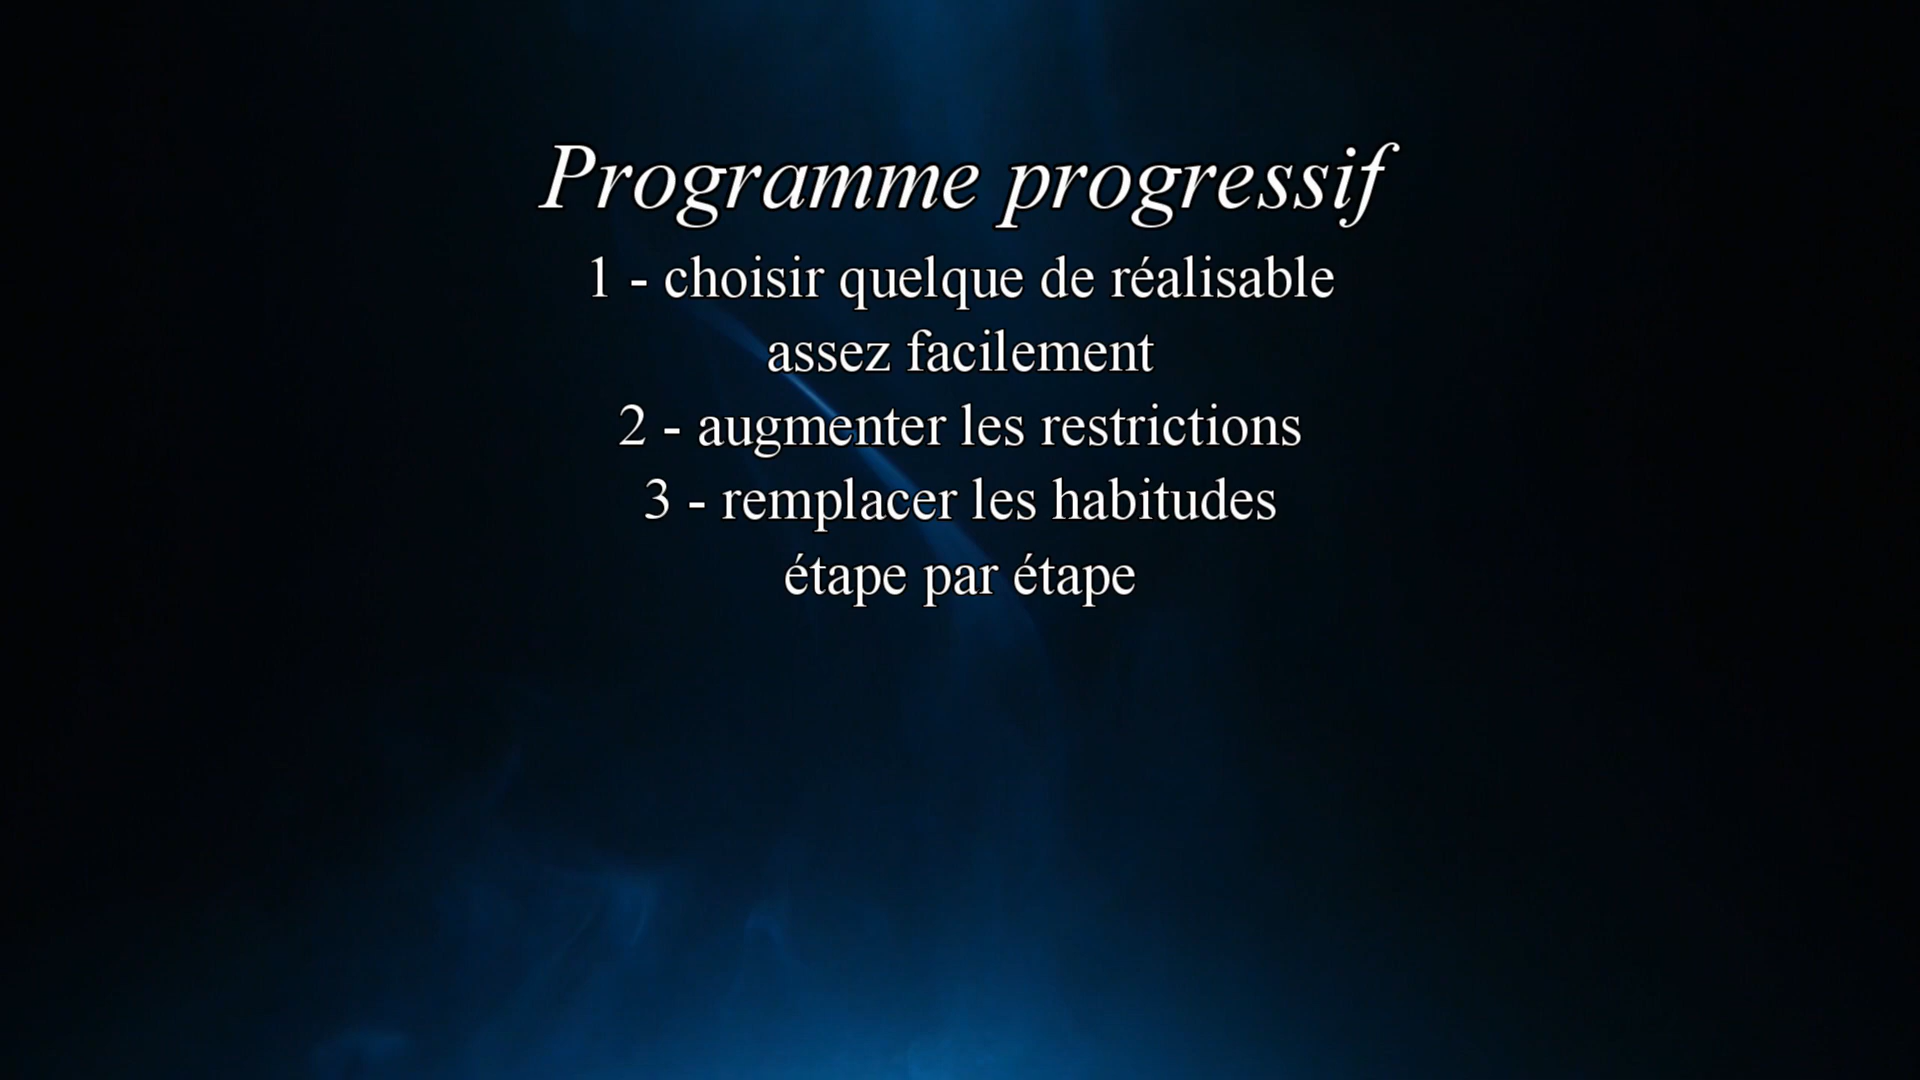 Programme progressif
1 - choisir quelque de réalisable
assez facilement
2 - augmenter les restrictions
3 - remplacer les habitudes
étape par étape